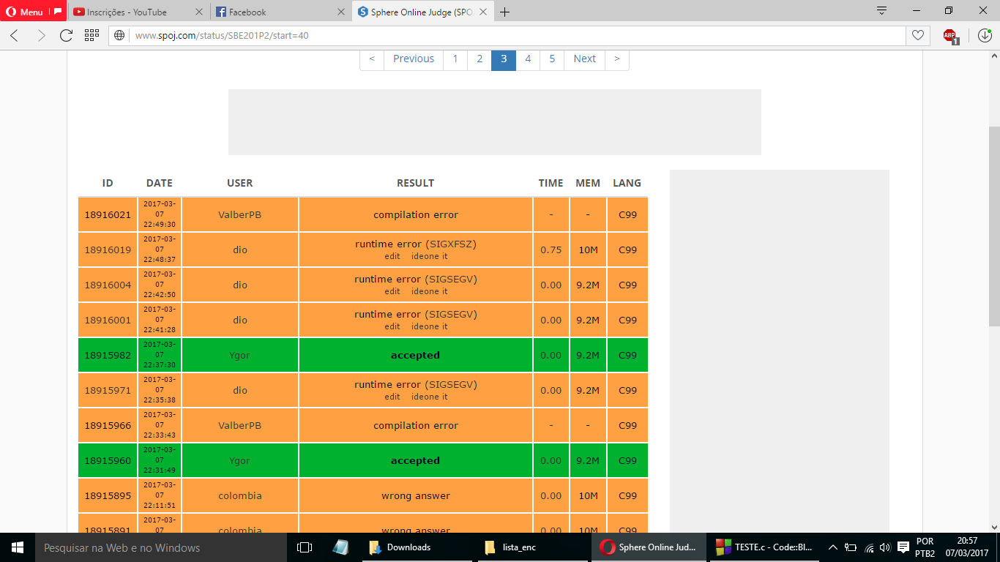 Menu
Inscrições - YouTube
Facebook
Sphere Online Judge (SPO
www.spoj.com/status/SBE201P2/start=40
ABP
1
< Previous 1 2 3 4 5 Next >
ID DATE USER RESULT TIME MEM LANG
18916021 2017-03-07 22:49:30 ValberPB compilation error - - C99
18916019 2017-03-07 22:48:37 dio runtime error (SIGXFSZ) edit ideone it 0.75 10M C99
18916004 2017-03-07 22:42:50 dio runtime error (SIGSEGV) edit ideone it 0.00 9.2M C99
18916001 2017-03-07 22:41:28 dio runtime error (SIGSEGV) edit ideone it 0.00 9.2M C99
18915982 2017-03-07 22:37:30 Ygor accepted 0.00 9.2M C99
18915971 2017-03-07 22:35:38 dio runtime error (SIGSEGV) edit ideone it 0.00 9.2M C99
18915966 2017-03-07 22:33:43 ValberPB compilation error - - C99
18915960 2017-03-07 22:31:49 Ygor accepted 0.00 9.2M C99
18915895 2017-03-07 22:11:51 colombia wrong answer 0.00 10M C99
18915891 2017-03-07 colombia wrong answer 0.00 10M C99
Pesquisar na Web e no Windows
Downloads
lista_enc
Sphere Online Jud...
TESTE.c - Code::Bl...
POR
PTB2
20:57
07/03/2017